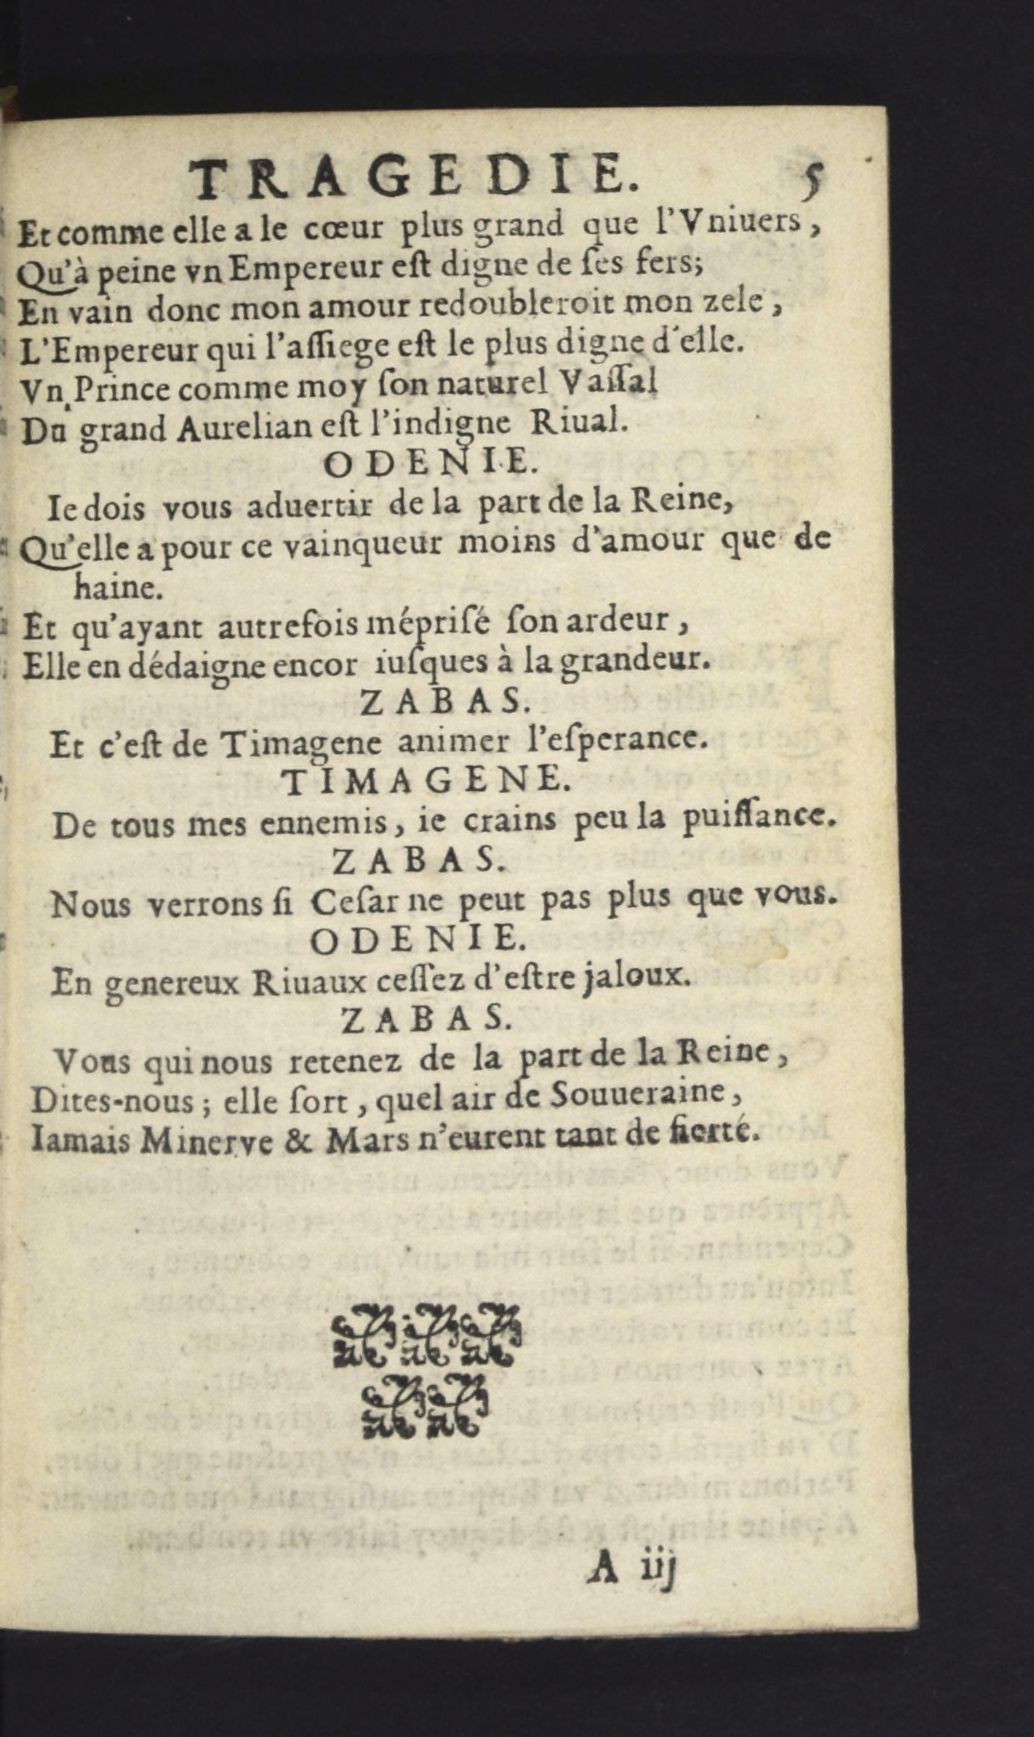 TRAGEDIE. 5
Et comme elle a le cœur plus grand que l'Vniuers,
Qu'à peine vn Empereur eſt digne de ſes fers;
En vain donc mon amour redoubleroit mon zele,
L'Empereur qui l'aſſiege eſt le plus digne d'elle.
Vn Prince comme moy ſon naturel Vaſſal
Du grand Aurelian eſt l'indigne Riual.
ODENIE.
Ie dois vous aduertir de la part de la Reine,
Qu'elle a pour ce vainqueur moins d'amour que de
haine.
Et qu'ayant autrefois mépriſé ſon ardeur,
Elle en dédaigne encor iuſques à la grandeur.
ZABAS.
Et c'eſt de Timagene animer l'eſperance.
TIMAGENE.
De tous mes ennemis, ie crains peu la puiſſance.
ZABAS.
Nous verrons ſi Ceſar ne peut pas plus que vous.
ODENIE.
En genereux Riuaux ceſſez d'eſtre jaloux.
ZABAS.
Vous qui nous retenez de la part de la Reine,
Dites-nous; elle ſort, quel air de Souueraine,
Iamais Minerve & Mars n'eurent tant de fierté.
A iij